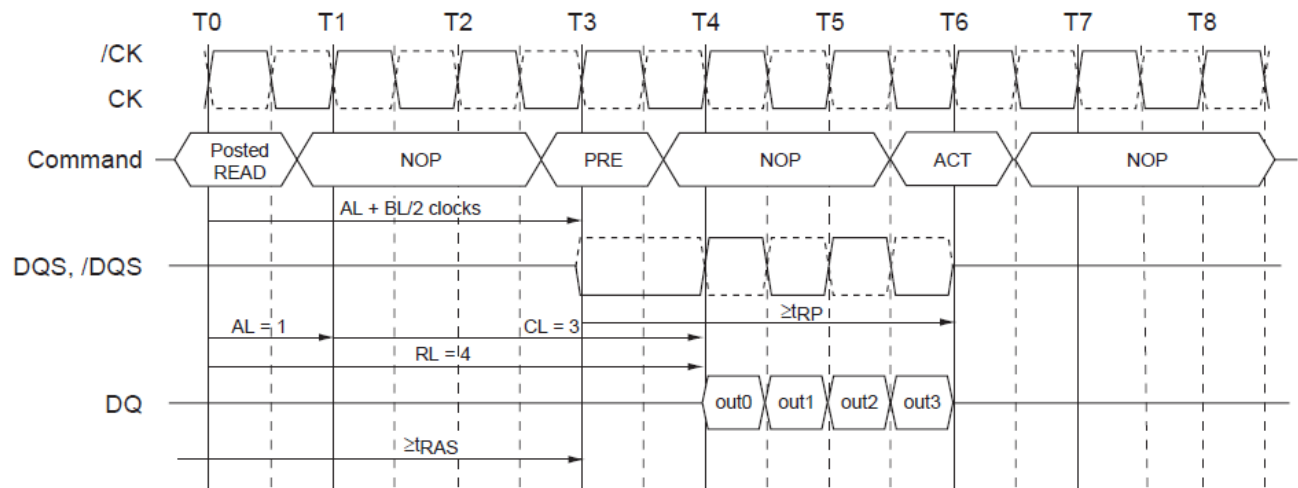 T0 T1 T2 T3 T4 T5 T6 T7 T8
/CK
CK
Command Posted READ NOP PRE NOP ACT NOP
AL + BL/2 clocks
DQS, /DQS
≥tRP
AL = 1 CL = 3
RL = 4
DQ out0 out1 out2 out3
≥tRAS